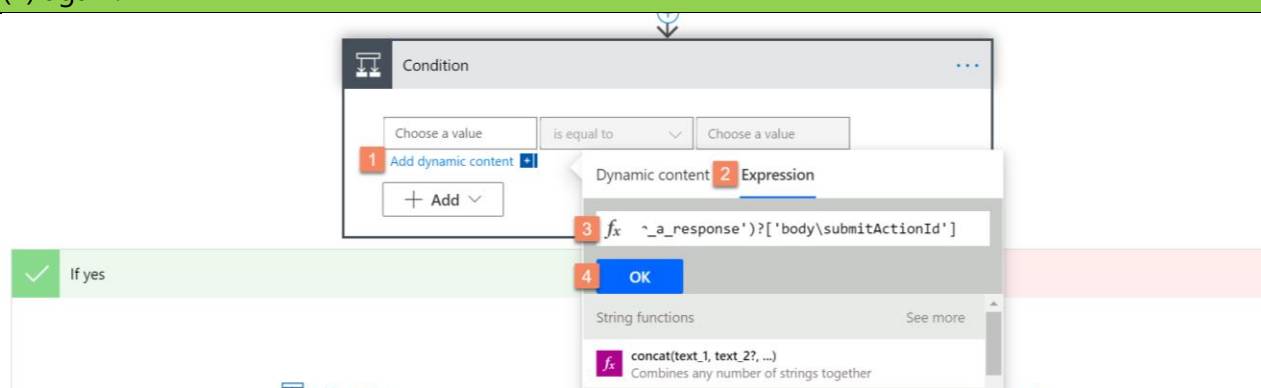 Condition
...
Choose a value is equal to Choose a value
1 Add dynamic content
Dynamic content 2 Expression
+ Add
3 fx _a_response')?['body\submitActionId']
If yes
4 OK
String functions See more
fx concat(text_1, text_2?, ...)
Combines any number of strings together